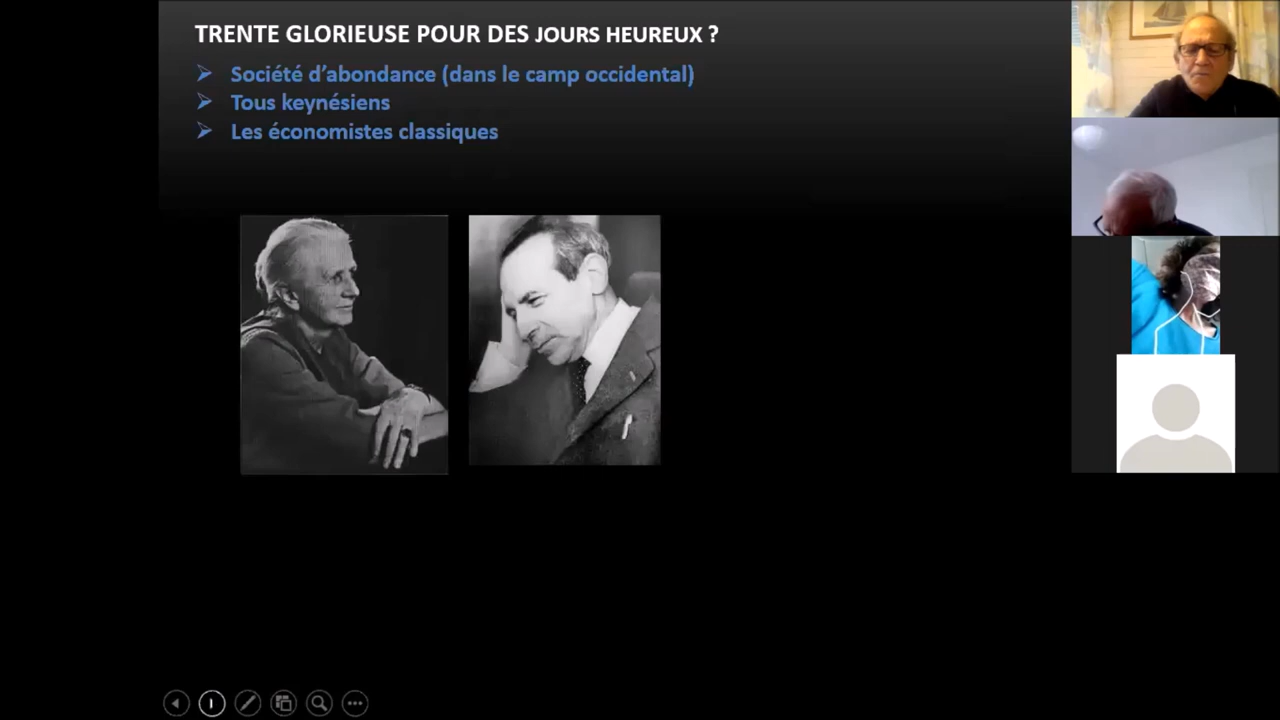 TRENTE GLORIEUSE POUR DES JOURS HEUREUX ?
Société d’abondance (dans le camp occidental)
Tous keynésiens
Les économistes classiques